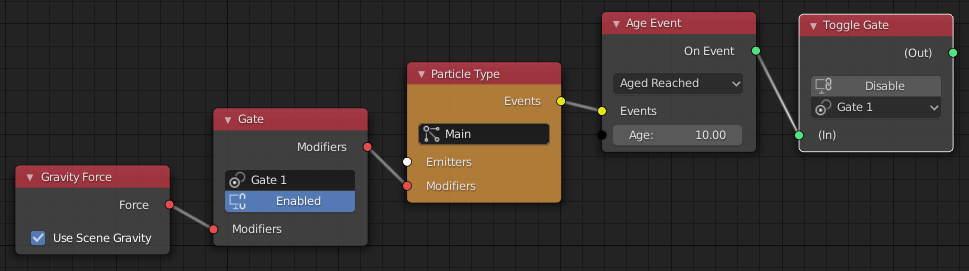 Gravity Force
Force
Use Scene Gravity
Gate
Modifiers
Gate 1
Enabled
Modifiers
Particle Type
Events
Main
Emitters
Modifiers
Age Event
On Event
Aged Reached
Events
Age: 10.00
Toggle Gate
(Out)
Disable
Gate 1
(In)